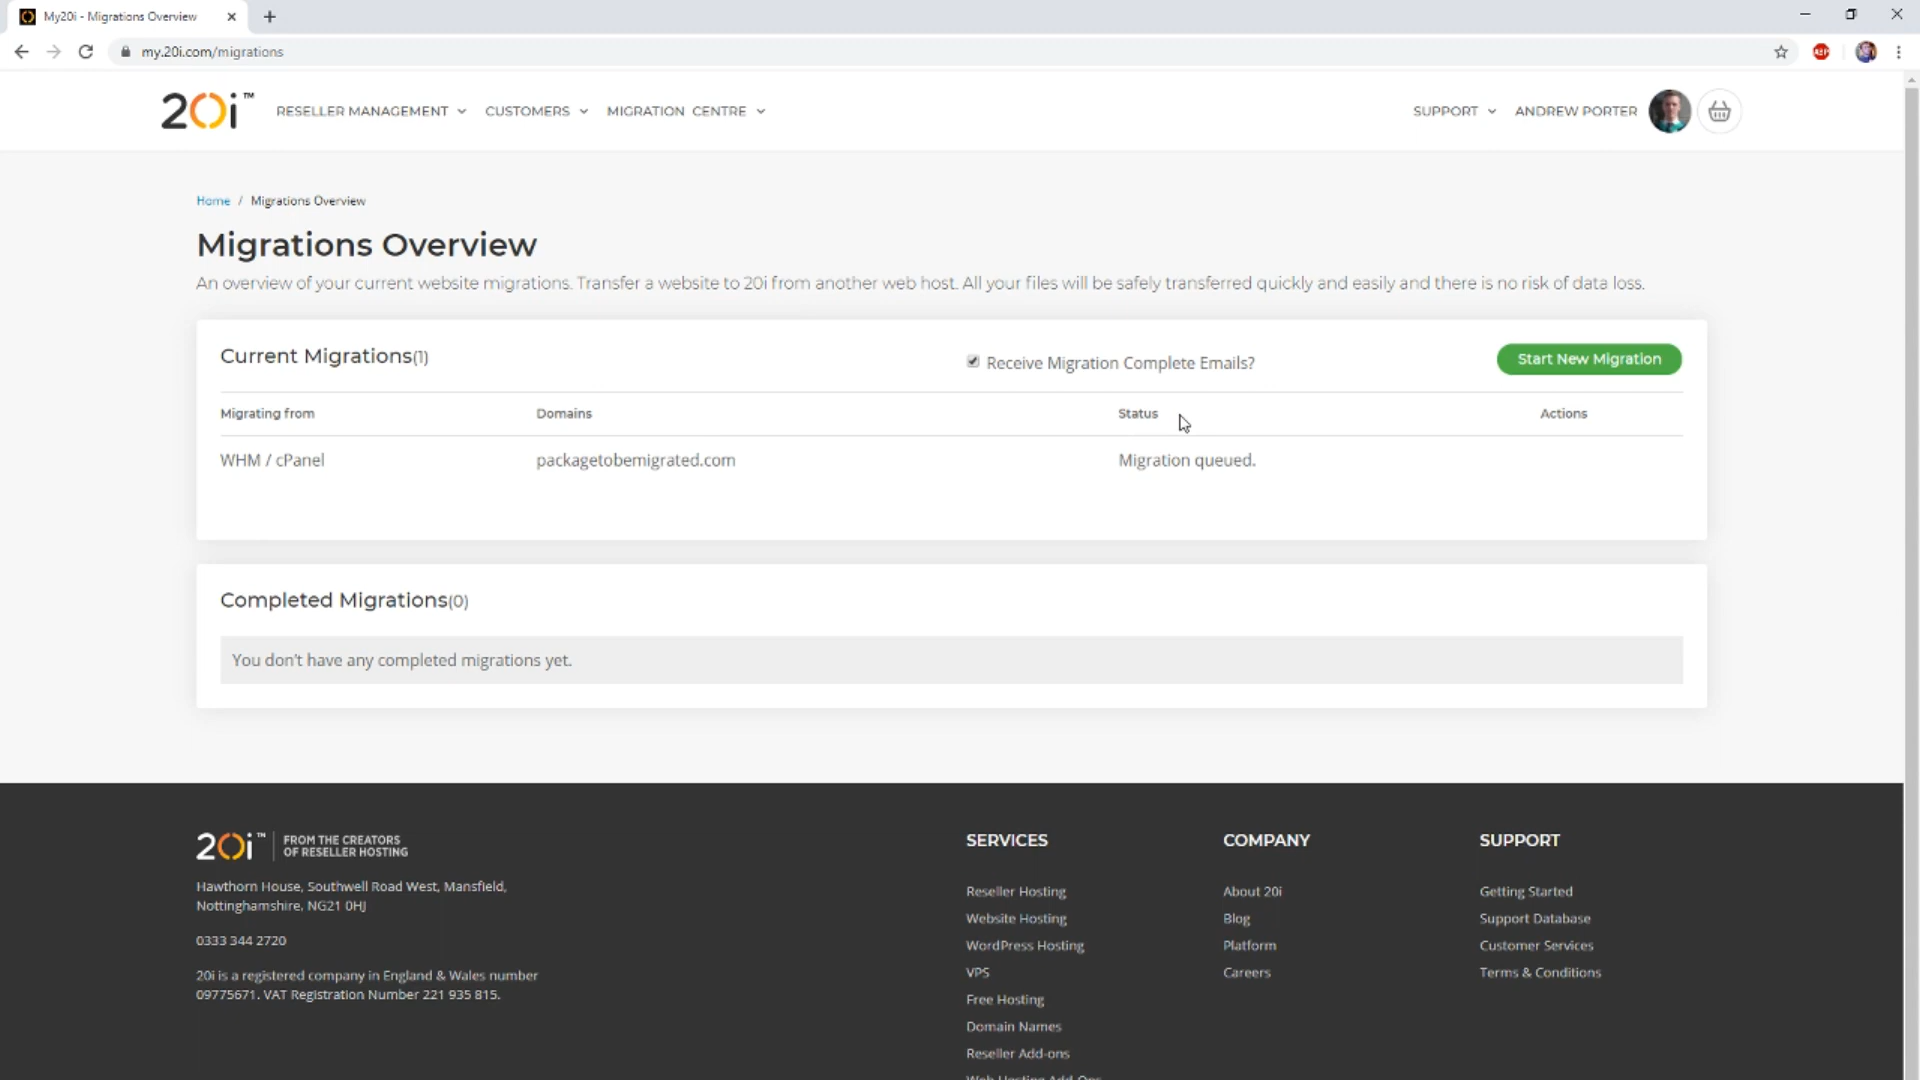 My20i - Migrations Overview
my.20i.com/migrations
20i™
RESELLER MANAGEMENT
CUSTOMERS
MIGRATION CENTRE
SUPPORT
ANDREW PORTER
Home / Migrations Overview
Migrations Overview
An overview of your current website migrations. Transfer a website to 20i from another web host. All your files will be safely transferred quickly and easily and there is no risk of data loss.
Current Migrations(1)
Receive Migration Complete Emails?
Start New Migration
Migrating from
Domains
Status
Actions
WHM / cPanel
packagetobemigrated.com
Migration queued.
Completed Migrations(0)
You don't have any completed migrations yet.
20i™
FROM THE CREATORS
OF RESELLER HOSTING
Hawthorn House, Southwell Road West, Mansfield,
Nottinghamshire, NG21 0HJ
0333 344 2720
20i is a registered company in England & Wales number
09775671. VAT Registration Number 221 935 815.
SERVICES
Reseller Hosting
Website Hosting
WordPress Hosting
VPS
Free Hosting
Domain Names
Reseller Add-ons
Web Hosting Add-Ons
COMPANY
About 20i
Blog
Platform
Careers
SUPPORT
Getting Started
Support Database
Customer Services
Terms & Conditions